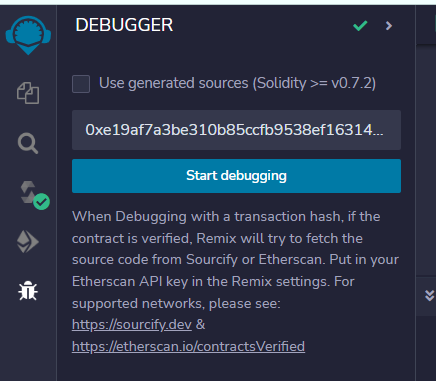 DEBUGGER
Use generated sources (Solidity >= v0.7.2)
0xe19af7a3be310b85ccfb9538ef16314...
Start debugging
When Debugging with a transaction hash, if the
contract is verified, Remix will try to fetch the
source code from Sourcify or Etherscan. Put in your
Etherscan API key in the Remix settings. For
supported networks, please see:
https://sourcify.dev &
https://etherscan.io/contractsVerified